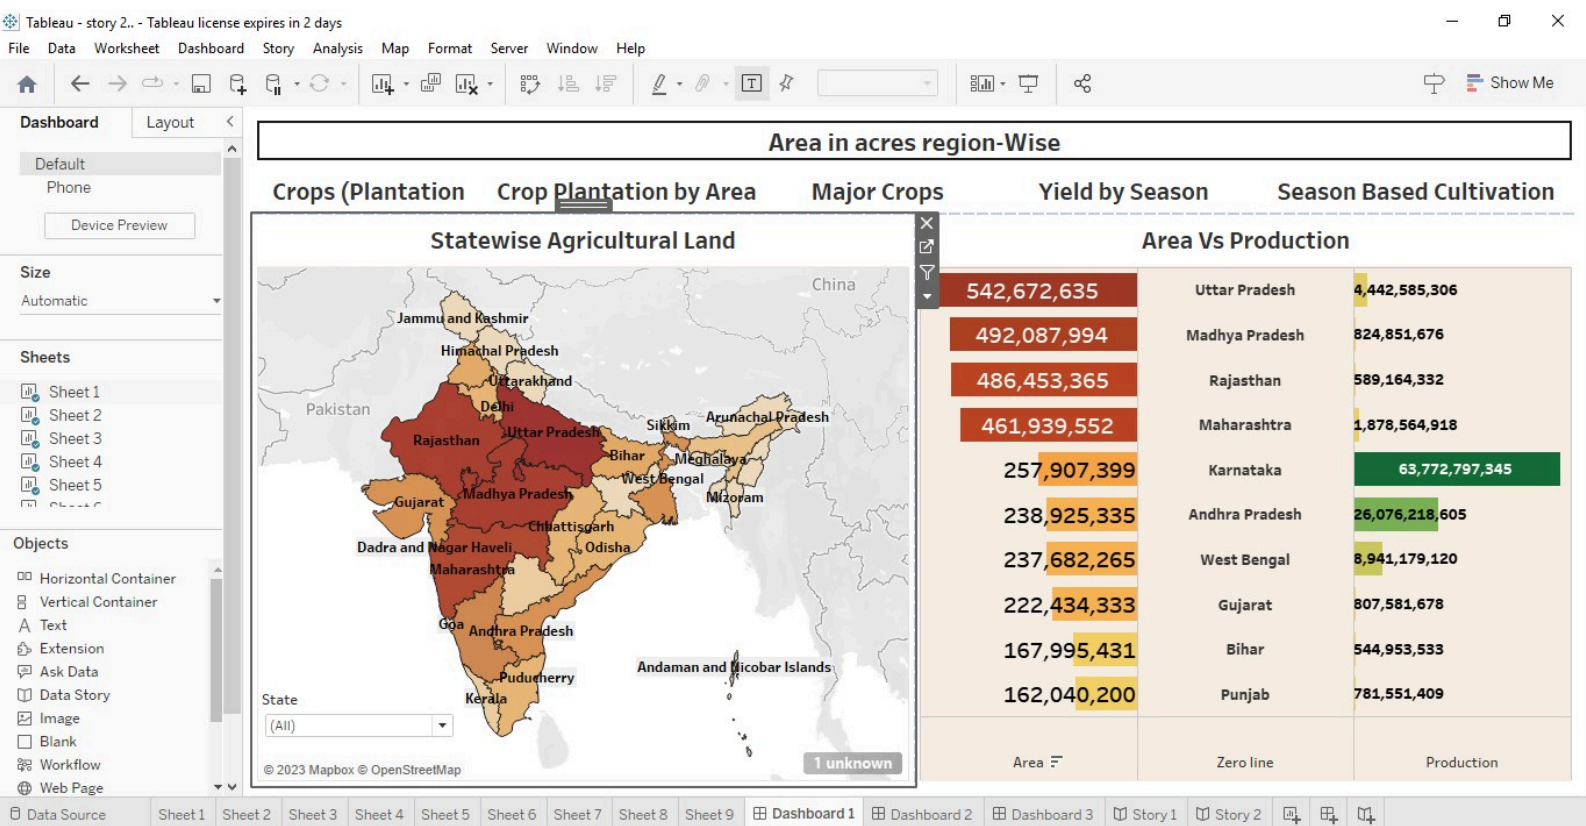 Tableau - story 2.. - Tableau license expires in 2 days
File Data Worksheet Dashboard Story Analysis Map Format Server Window Help
Show Me
Dashboard Layout
Default
Phone
Device Preview
Size
Automatic
Sheets
Sheet 1
Sheet 2
Sheet 3
Sheet 4
Sheet 5
Objects
Horizontal Container
Vertical Container
Text
Extension
Ask Data
Data Story
Image
Blank
Workflow
Web Page
Area in acres region-Wise
Crops (Plantation Crop Plantation by Area Major Crops Yield by Season Season Based Cultivation
Statewise Agricultural Land
China
Jammu and Kashmir
Himachal Pradesh
Uttarakhand
Pakistan
Delhi
Arunachal Pradesh
Sikkim
Rajasthan
Uttar Pradesh
Bihar
Meghalaya
West Bengal
Gujarat
Madhya Pradesh
Mizoram
Chhattisgarh
Dadra and Nagar Haveli
Odisha
Maharashtra
Goa
Andhra Pradesh
Andaman and Nicobar Islands
Puducherry
Kerala
State
(All)
© 2023 Mapbox © OpenStreetMap
1 unknown
Area Vs Production
542,672,635 Uttar Pradesh 4,442,585,306
492,087,994 Madhya Pradesh 824,851,676
486,453,365 Rajasthan 589,164,332
461,939,552 Maharashtra 1,878,564,918
257,907,399 Karnataka 63,772,797,345
238,925,335 Andhra Pradesh 26,076,218,605
237,682,265 West Bengal 8,941,179,120
222,434,333 Gujarat 807,581,678
167,995,431 Bihar 544,953,533
162,040,200 Punjab 781,551,409
Area Zero line Production
Data Source Sheet 1 Sheet 2 Sheet 3 Sheet 4 Sheet 5 Sheet 6 Sheet 7 Sheet 8 Sheet 9 Dashboard 1 Dashboard 2 Dashboard 3 Story 1 Story 2